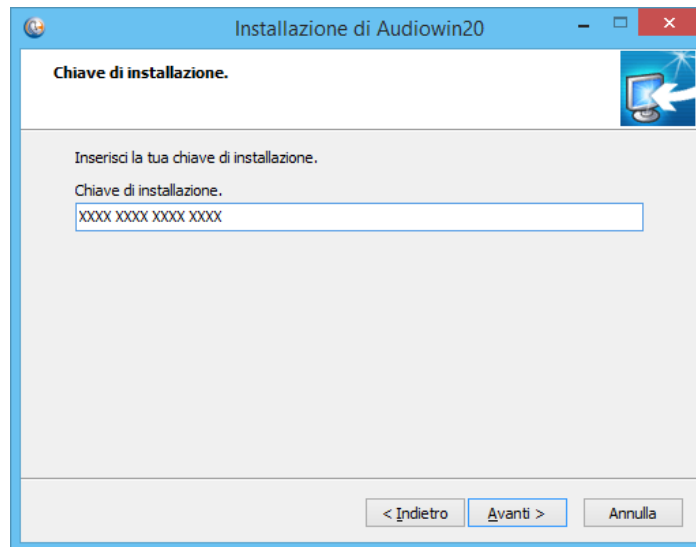 Installazione di Audiowin20
Chiave di installazione.
Inserisci la tua chiave di installazione.
Chiave di installazione.
XXXX XXXX XXXX XXXX
< Indietro
Avanti >
Annulla